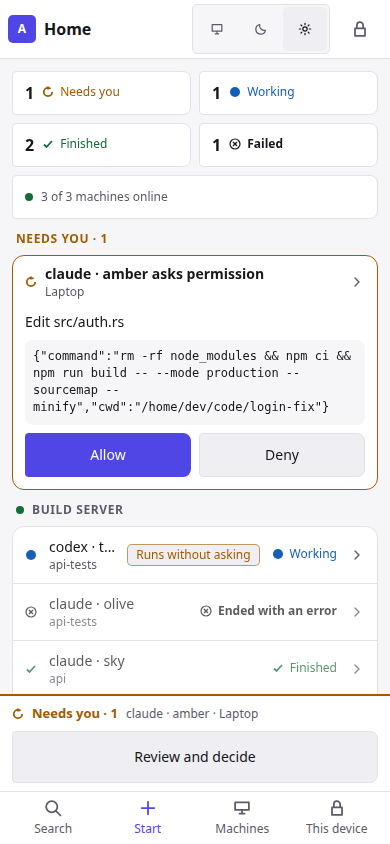 A Home
1 Needs you
1 Working
2 Finished
1 Failed
3 of 3 machines online
NEEDS YOU · 1
claude · amber asks permission
Laptop
Edit src/auth.rs
{"command":"rm -rf node_modules && npm ci &&
npm run build -- --mode production --
sourcemap --
minify","cwd":"/home/dev/code/login-fix"}
Allow
Deny
BUILD SERVER
codex · t...
api-tests
Runs without asking
Working
claude · olive
api-tests
Ended with an error
claude · sky
api
Finished
Needs you · 1 claude · amber · Laptop
Review and decide
Search
Start
Machines
This device